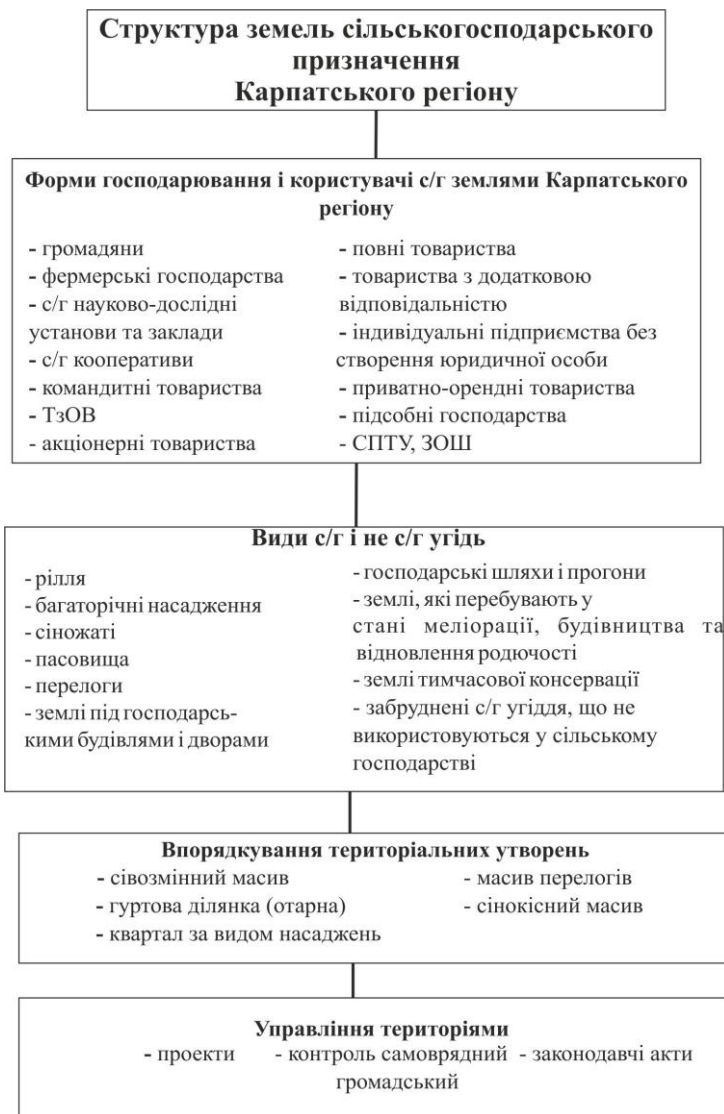 Структура земель сільськогосподарського
призначення
Карпатського регіону
Форми господарювання і користувачі с/г землями Карпатського
регіону
- громадяни
- фермерські господарства
- с/г науково-дослідні
установи та заклади
- с/г кооперативи
- командитні товариства
- ТзОВ
- акціонерні товариства
- повні товариства
- товариства з додатковою
відповідальністю
- індивідуальні підприємства без
створення юридичної особи
- приватно-орендні товариства
- підсобні господарства
- СПТУ, ЗОШ
Види с/г і не с/г угідь
- рілля
- багаторічні насадження
- сіножаті
- пасовища
- перелоги
- землі під господарсь-
кими будівлями і дворами
- господарські шляхи і прогони
- землі, які перебувають у
стані меліорації, будівництва та
відновлення родючості
- землі тимчасової консервації
- забруднені с/г угіддя, що не
використовуються у сільському
господарстві
Впорядкування територіальних утворень
- сівозмінний масив
- гуртова ділянка (отарна)
- квартал за видом насаджень
- масив перелогів
- сінокісний масив
Управління територіями
- проекти - контроль самоврядний - законодавчі акти
громадський